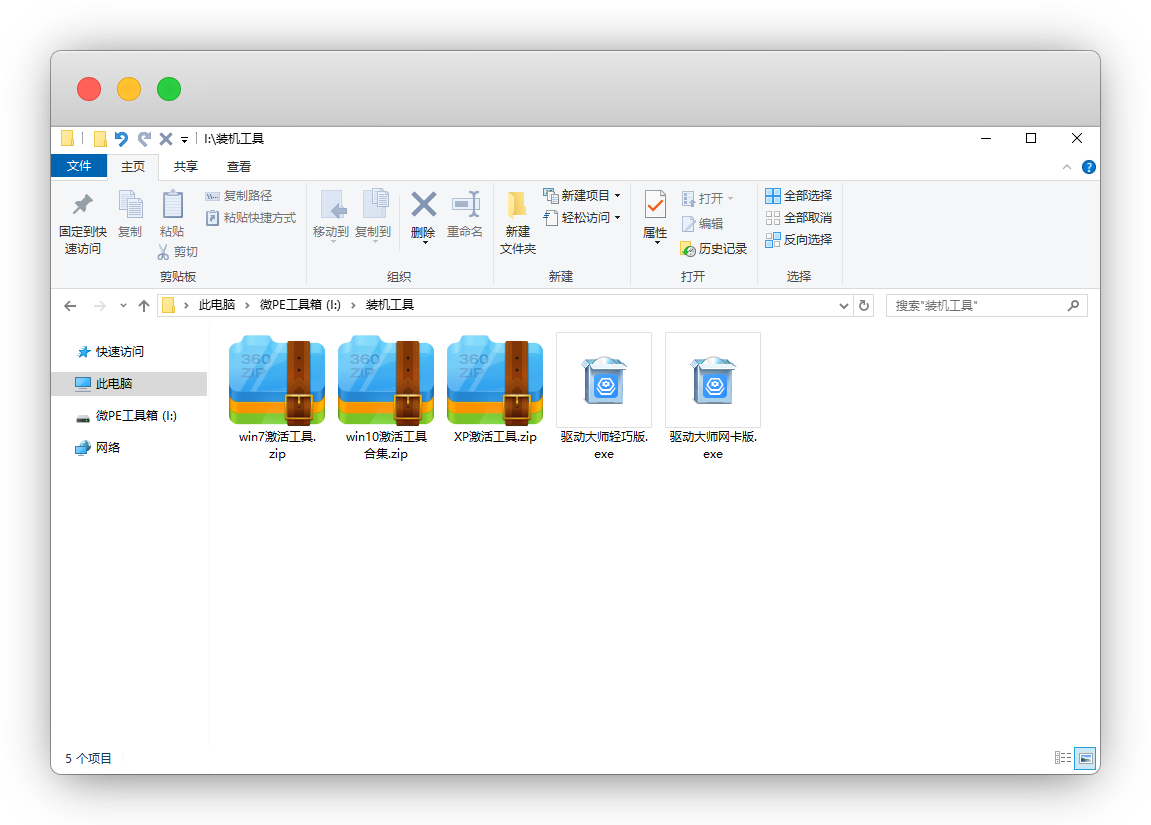 I:\装机工具
文件
主页
共享
查看
固定到快
速访问
复制
粘贴
复制路径
粘贴快捷方式
剪切
剪贴板
移动到
复制到
删除
重命名
组织
新建
文件夹
新建项目
轻松访问
新建
属性
打开
编辑
历史记录
打开
全部选择
全部取消
反向选择
选择
此电脑 › 微PE工具箱 (I:) › 装机工具
搜索"装机工具"
快速访问
此电脑
微PE工具箱 (I:)
网络
360
ZIP
win7激活工具.
zip
360
ZIP
win10激活工具
合集.zip
360
ZIP
XP激活工具.zip
驱动大师轻巧版.
exe
驱动大师网卡版.
exe
5 个项目